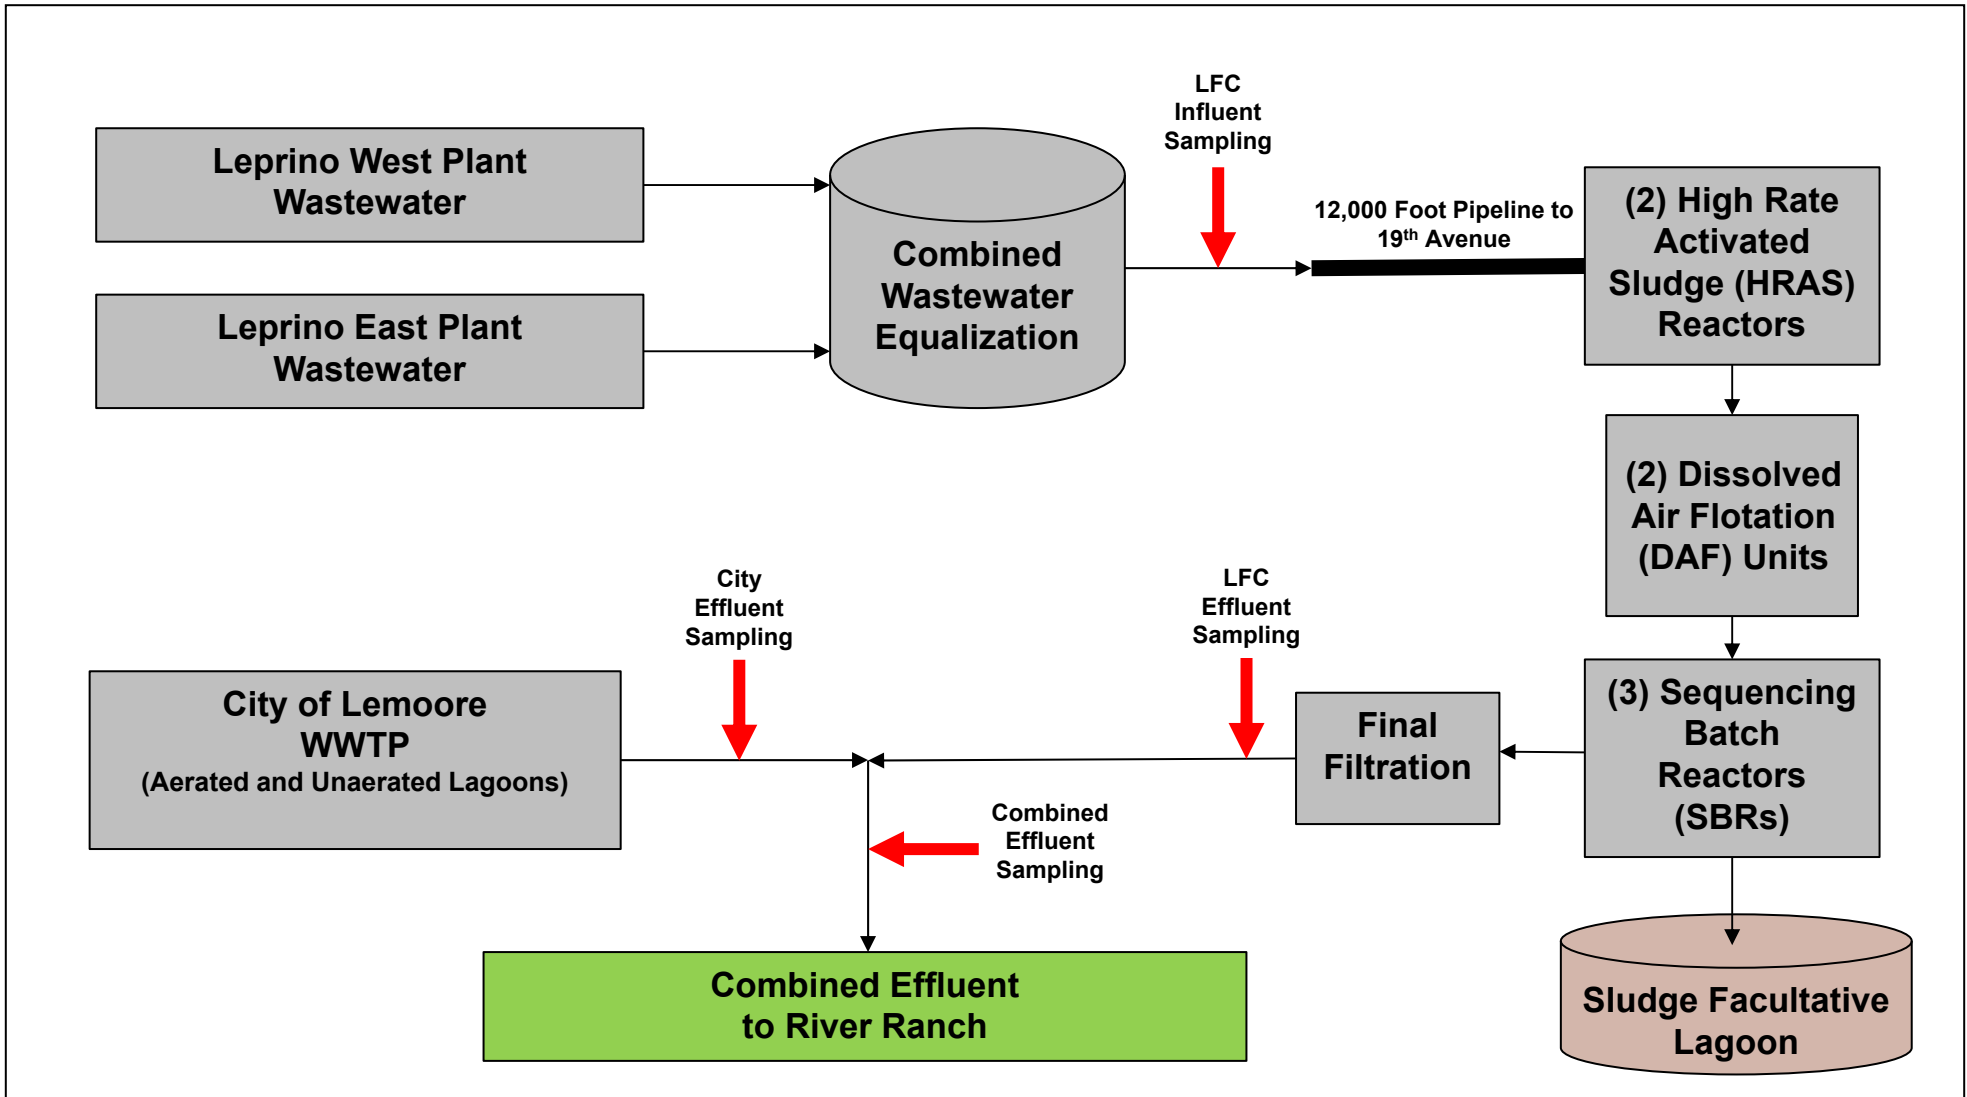 LFC
Influent
Sampling
Leprino West Plant
Wastewater
Leprino East Plant
Wastewater
Combined
Wastewater
Equalization
12,000 Foot Pipeline to
19th Avenue
(2) High Rate
Activated
Sludge (HRAS)
Reactors
(2) Dissolved
Air Flotation
(DAF) Units
City
Effluent
Sampling
LFC
Effluent
Sampling
City of Lemoore
WWTP
(Aerated and Unaerated Lagoons)
Final
Filtration
(3) Sequencing
Batch
Reactors
(SBRs)
Combined
Effluent
Sampling
Combined Effluent
to River Ranch
Sludge Facultative
Lagoon